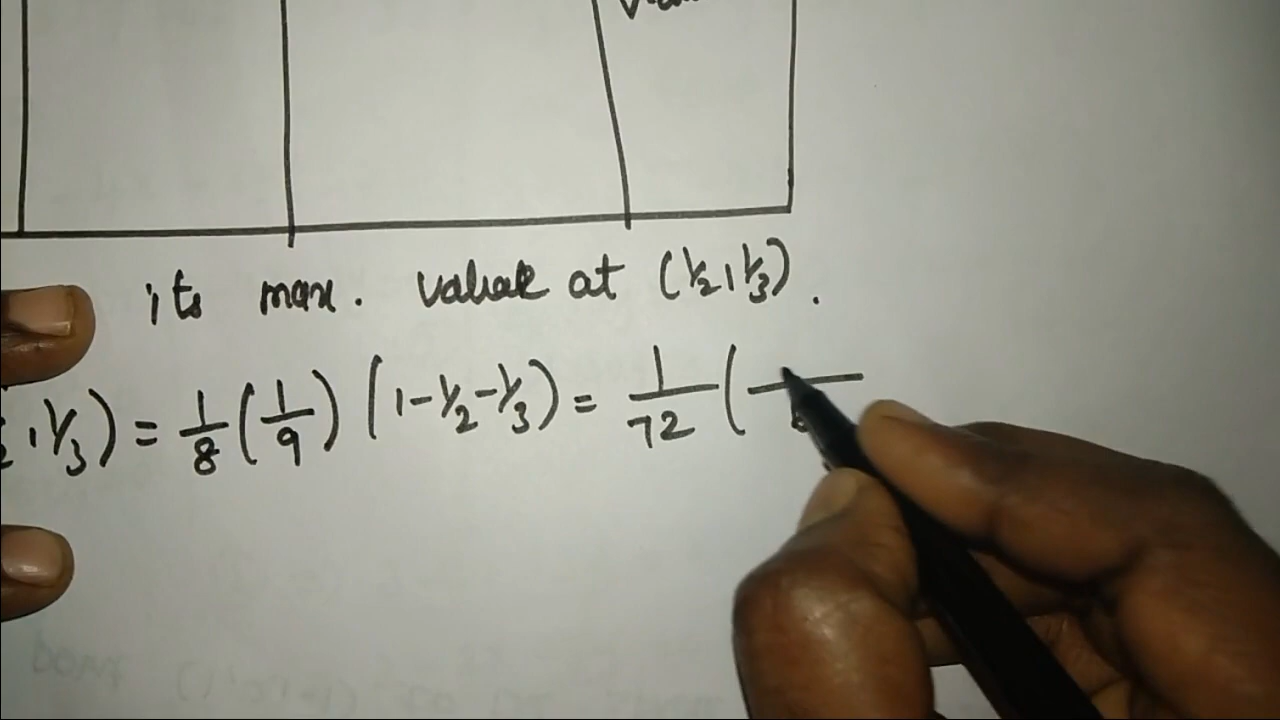 its max. value at (1/2, 1/3).
, 1/3) = 1/8 (1/9) (1 - 1/2 - 1/3) = 1/72 (